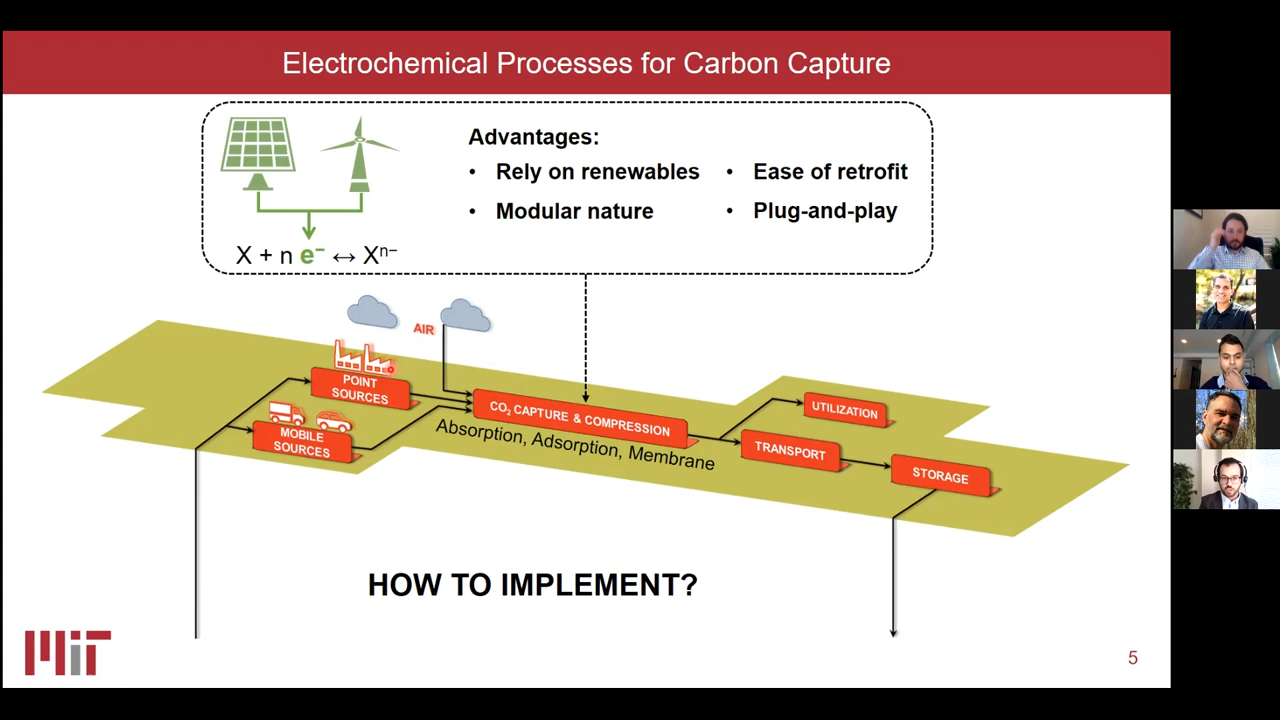 Electrochemical Processes for Carbon Capture
Advantages:
• Rely on renewables
• Ease of retrofit
• Modular nature
• Plug-and-play
X + n e⁻ ↔ Xⁿ⁻
AIR
POINT
SOURCES
MOBILE
SOURCES
CO₂ CAPTURE & COMPRESSION
Absorption, Adsorption, Membrane
UTILIZATION
TRANSPORT
STORAGE
HOW TO IMPLEMENT?
MIT
5